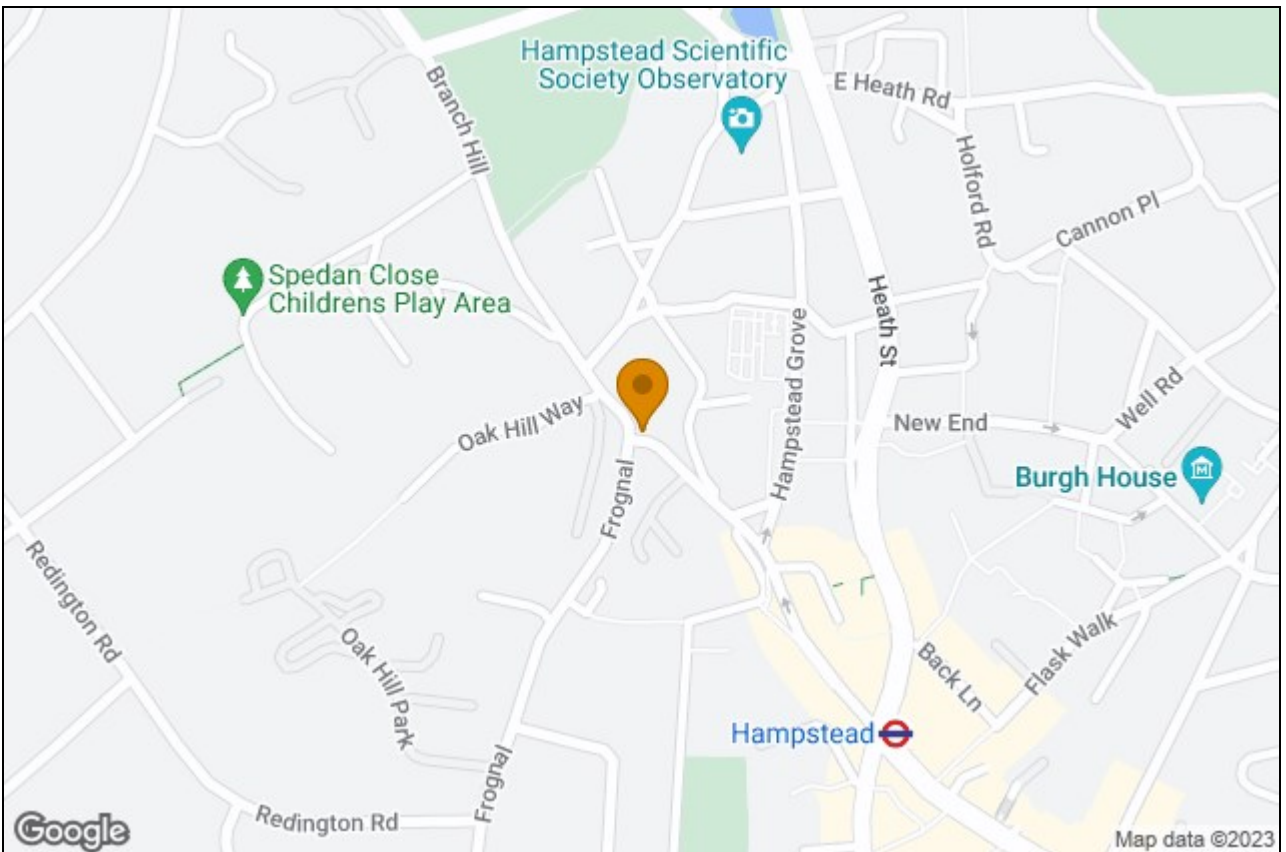 Hampstead Scientific
Society Observatory
E Heath Rd
Branch Hill
Holford Rd
Cannon Pl
Spedan Close
Childrens Play Area
Heath St
Hampstead Grove
Well Rd
Oak Hill Way
New End
Frognal
Burgh House
Redington Rd
Oak Hill Park
Flask Walk
Back Ln
Hampstead
Frognal
Redington Rd
Google
Map data ©2023